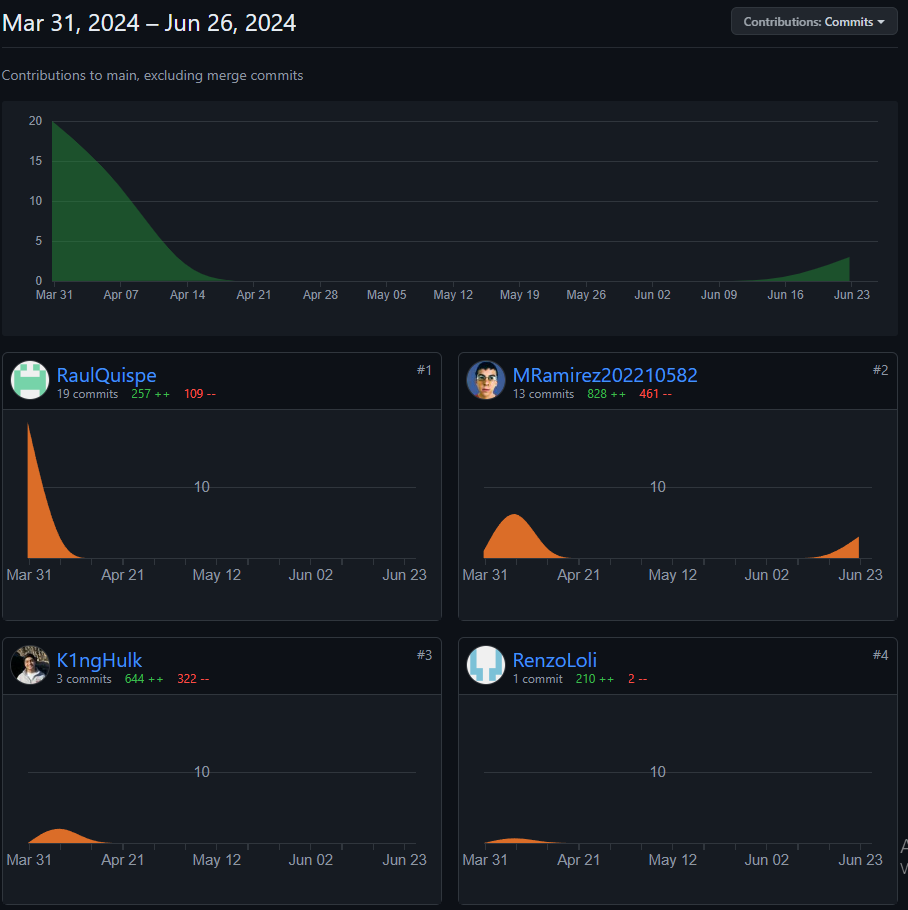 Mar 31, 2024 – Jun 26, 2024
Contributions: Commits
Contributions to main, excluding merge commits
20
15
10
5
0
Mar 31 Apr 07 Apr 14 Apr 21 Apr 28 May 05 May 12 May 19 May 26 Jun 02 Jun 09 Jun 16 Jun 23
RaulQuispe #1
19 commits 257 ++ 109 --
10
Mar 31 Apr 21 May 12 Jun 02 Jun 23
MRamirez202210582 #2
13 commits 828 ++ 461 --
10
Mar 31 Apr 21 May 12 Jun 02 Jun 23
K1ngHulk #3
3 commits 644 ++ 322 --
10
Mar 31 Apr 21 May 12 Jun 02 Jun 23
RenzoLoli #4
1 commit 210 ++ 2 --
10
Mar 31 Apr 21 May 12 Jun 02 Jun 23